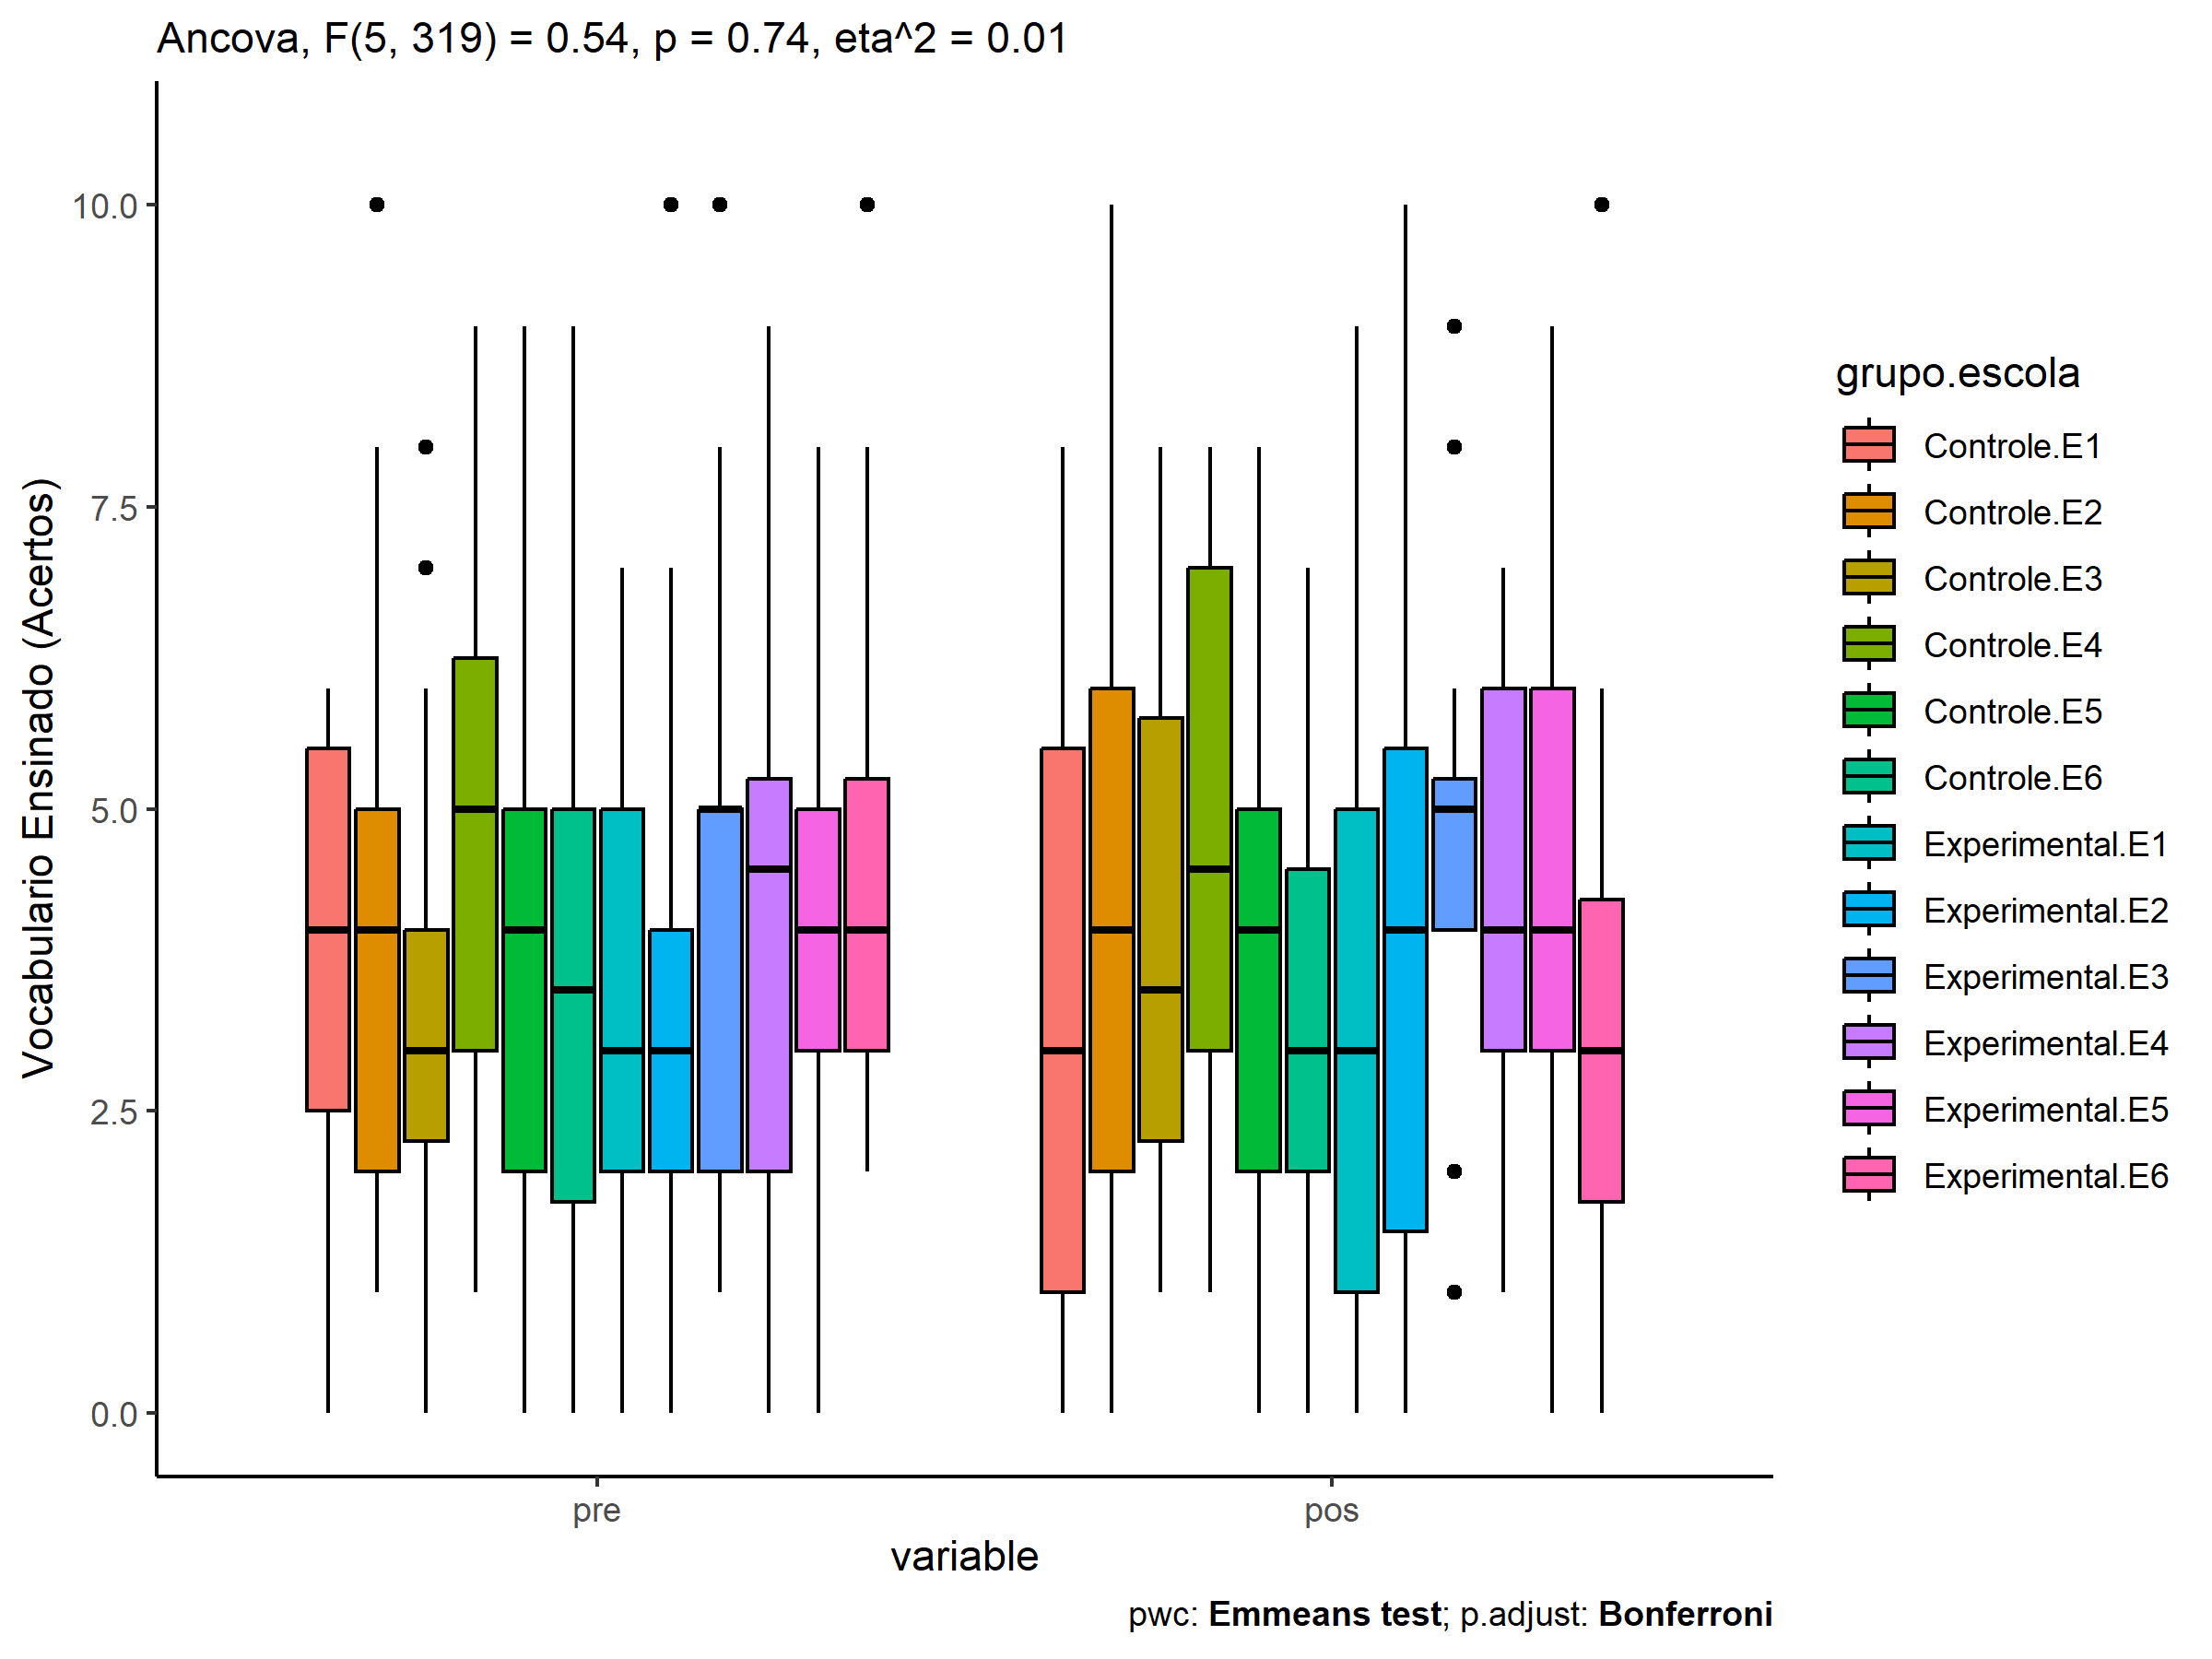 Ancova, F(5, 319) = 0.54, p = 0.74, eta^2 = 0.01
Vocabulario Ensinado (Acertos)
10.0
7.5
5.0
2.5
0.0
pre
pos
variable
pwc: Emmeans test; p.adjust: Bonferroni
grupo.escola
Controle.E1
Controle.E2
Controle.E3
Controle.E4
Controle.E5
Controle.E6
Experimental.E1
Experimental.E2
Experimental.E3
Experimental.E4
Experimental.E5
Experimental.E6